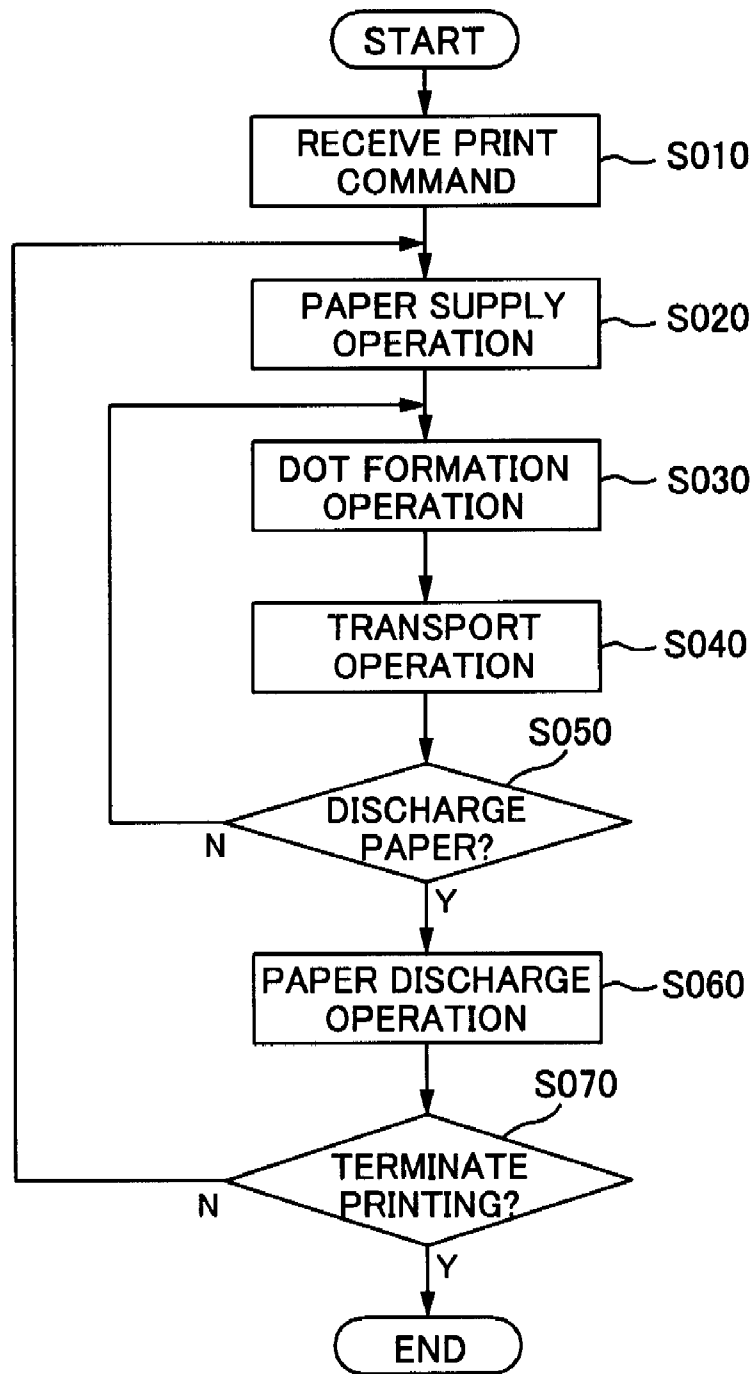 START
RECEIVE PRINT
COMMAND
S010
PAPER SUPPLY
OPERATION
S020
DOT FORMATION
OPERATION
S030
TRANSPORT
OPERATION
S040
S050
DISCHARGE
PAPER?
N
Y
PAPER DISCHARGE
OPERATION
S060
S070
TERMINATE
PRINTING?
N
Y
END